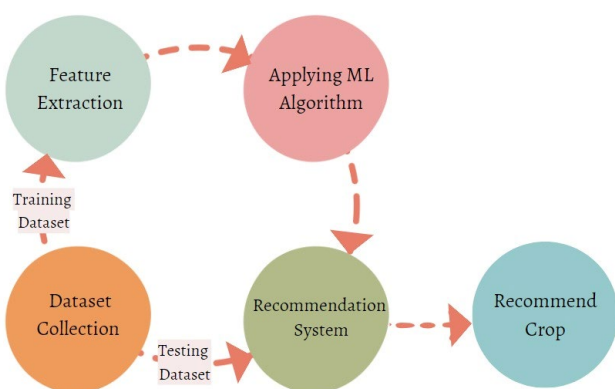 Feature
Extraction
Applying ML
Algorithm
Training
Dataset
Dataset
Collection
Testing
Dataset
Recommendation
System
Recommend
Crop